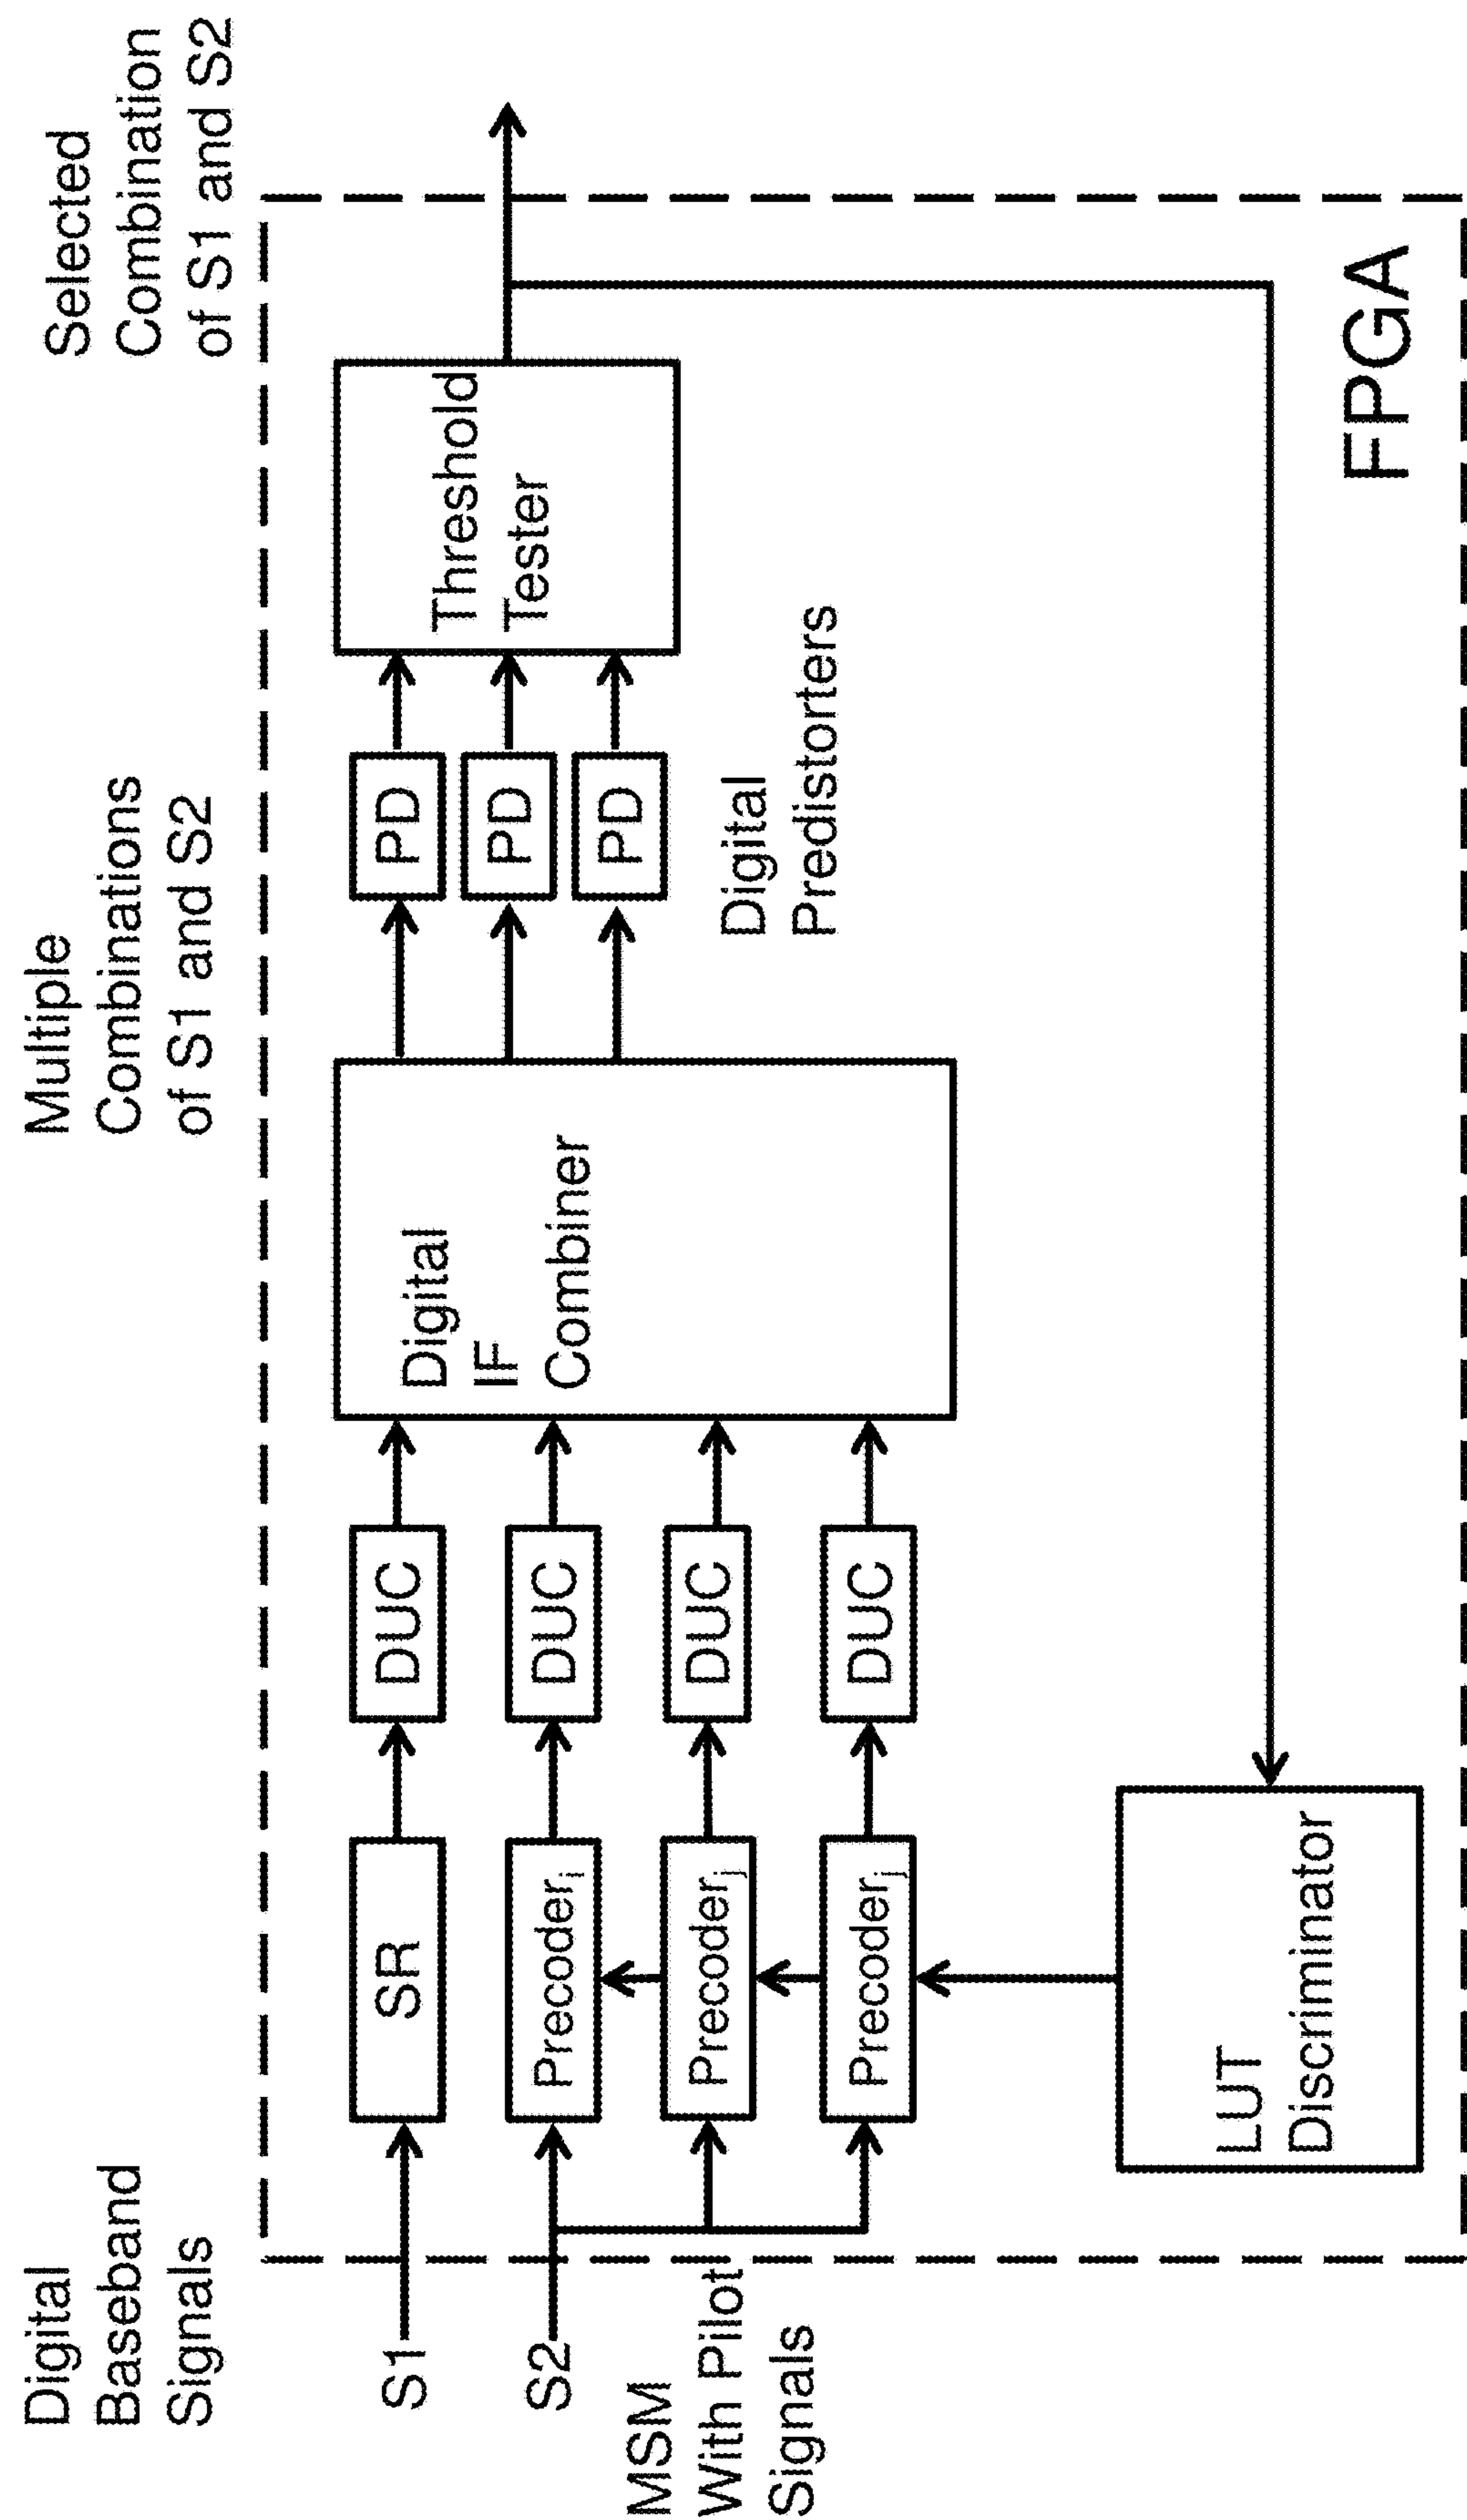 Digital
Baseband
Signals
Multiple
Combinations
of S1 and S2
Selected
Combination
of S1 and S2
S1
SR
DUC
PD
Threshold
Tester
Digital
IF
Combiner
S2
Precoderᵢ
DUC
PD
MSM
With Pilot
Signals
Precoderⱼ
DUC
PD
Digital
Predistorters
Precoderⱼ
DUC
LUT
Discriminator
FPGA